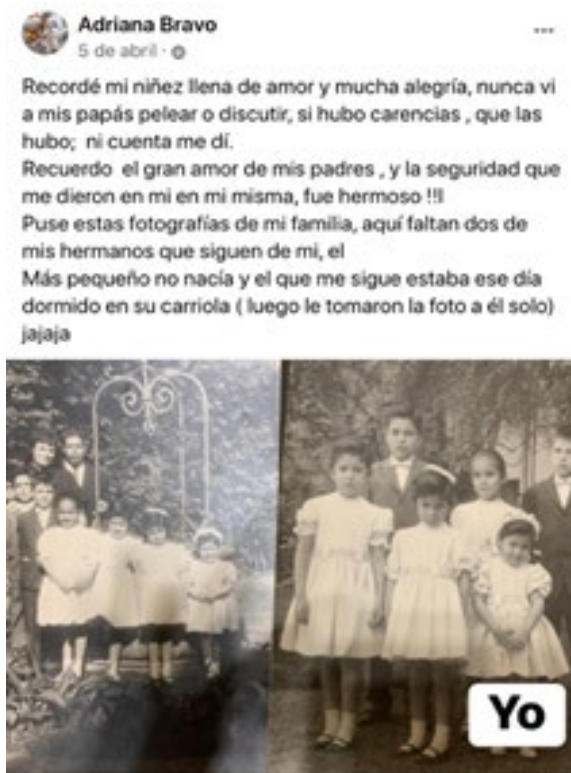 Adriana Bravo
5 de abril ·
Recordé mi niñez llena de amor y mucha alegría, nunca vi
a mis papás pelear o discutir, si hubo carencias , que las
hubo; ni cuenta me dí.
Recuerdo el gran amor de mis padres , y la seguridad que
me dieron en mi en mi misma, fue hermoso !!!
Puse estas fotografías de mi familia, aquí faltan dos de
mis hermanos que siguen de mi, el
Más pequeño no nacía y el que me sigue estaba ese día
dormido en su carriola ( luego le tomaron la foto a él solo)
jajaja
Yo